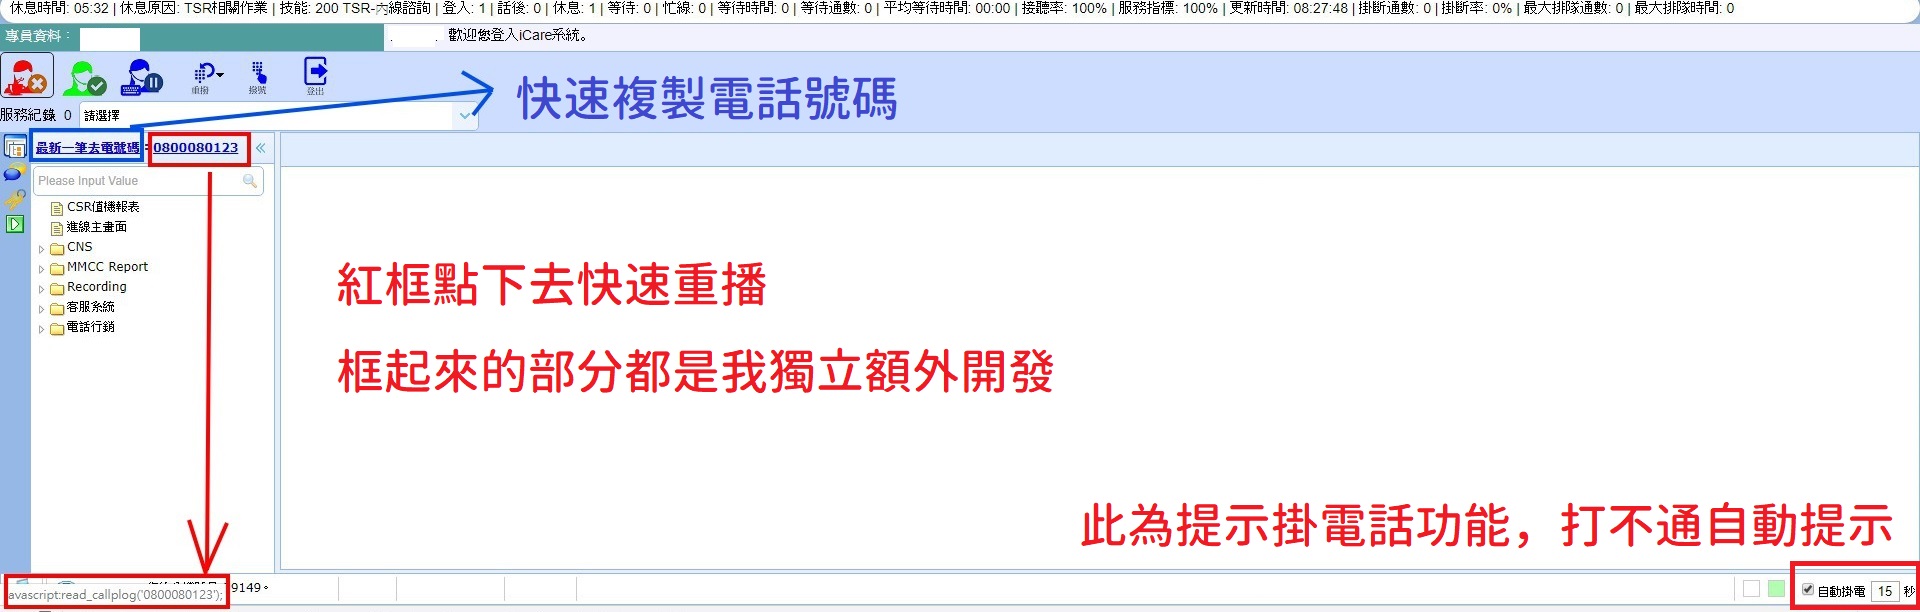 休息時間: 05:32 | 休息原因: TSR相關作業 | 技能: 200 TSR-內線諮詢 | 登入: 1 | 話後: 0 | 休息: 1 | 等待: 0 | 忙線: 0 | 等待時間: 0 | 等待通數: 0 | 平均等待時間: 00:00 | 接聽率: 100% | 服務指標: 100% | 更新時間: 08:27:48 | 掛斷通數: 0 | 掛斷率: 0% | 最大排隊通數: 0 | 最大排隊時間: 0
專員資料： 歡迎您登入iCare系統。
重撥 撥號 登出
快速複製電話號碼
服務紀錄 0 請選擇
最新一筆去電號碼 0800080123 «
Please Input Value
CSR值機報表
進線主畫面
CNS
MMCC Report
Recording
客服系統
電話行銷
紅框點下去快速重播
框起來的部分都是我獨立額外開發
此為提示掛電話功能，打不通自動提示
9149。
avascript:read_callplog('0800080123');
自動掛電 15 秒